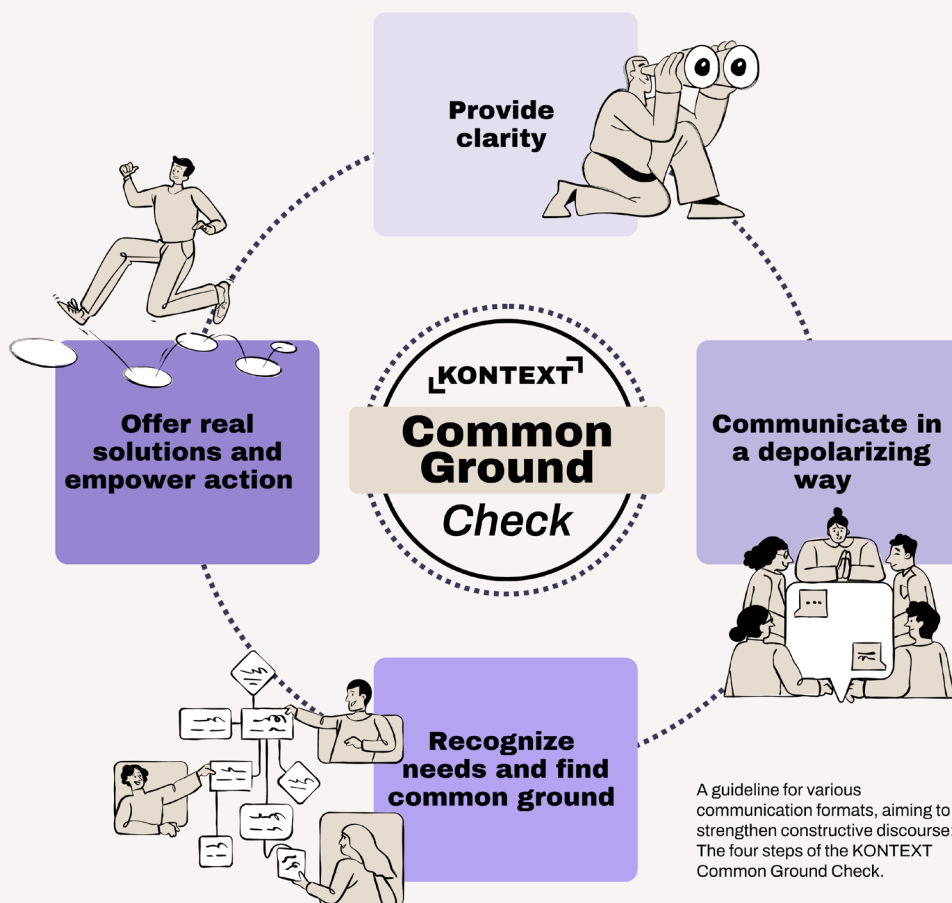 Provide
clarity
KONTEXT
Common
Ground
Check
Offer real
solutions and
empower action
Communicate in
a depolarizing
way
Recognize
needs and find
common ground
A guideline for various
communication formats, aiming to
strengthen constructive discourse.
The four steps of the KONTEXT
Common Ground Check.